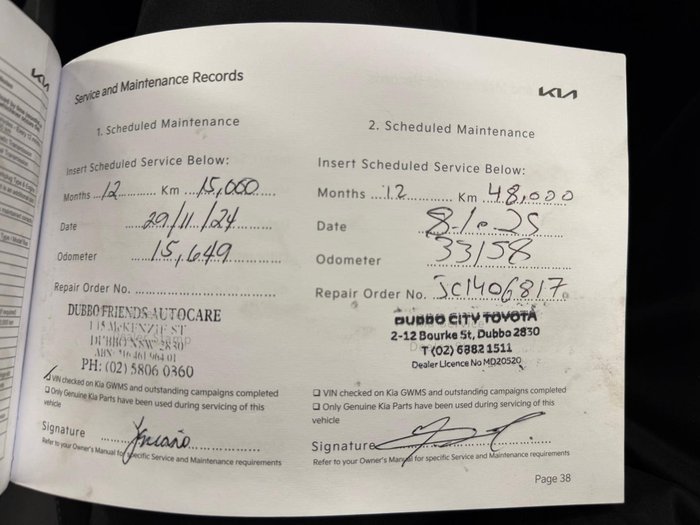 Service and Maintenance Records
KIA
1. Scheduled Maintenance
Insert Scheduled Service Below:
Months ...12............ Km ...15,000
Date 29/11/24
Odometer 15,649
Repair Order No. ................................
DUBBO FRIENDS AUTOCARE
DUBBO NSW 2830
PH: (02) 5806 0360
VIN checked on Kia GWMS and outstanding campaigns completed
❑ Only Genuine Kia Parts have been used during servicing of this
vehicle
Signature
Refer to your Owner's Manual for specific Service and Maintenance requirements
2. Scheduled Maintenance
Insert Scheduled Service Below:
Months ...12............ Km 48,000
Date
Odometer 33158
Repair Order No. JC1406817
DUBBO CITY TOYOTA
2-12 Bourke St, Dubbo 2830
T (02) 6882 1511
Dealer Licence No MD20520
❑ VIN checked on Kia GWMS and outstanding campaigns completed
❑ Only Genuine Kia Parts have been used during servicing of this
vehicle
Signature
Refer to your Owner's Manual for specific Service and Maintenance requirements
Page 38